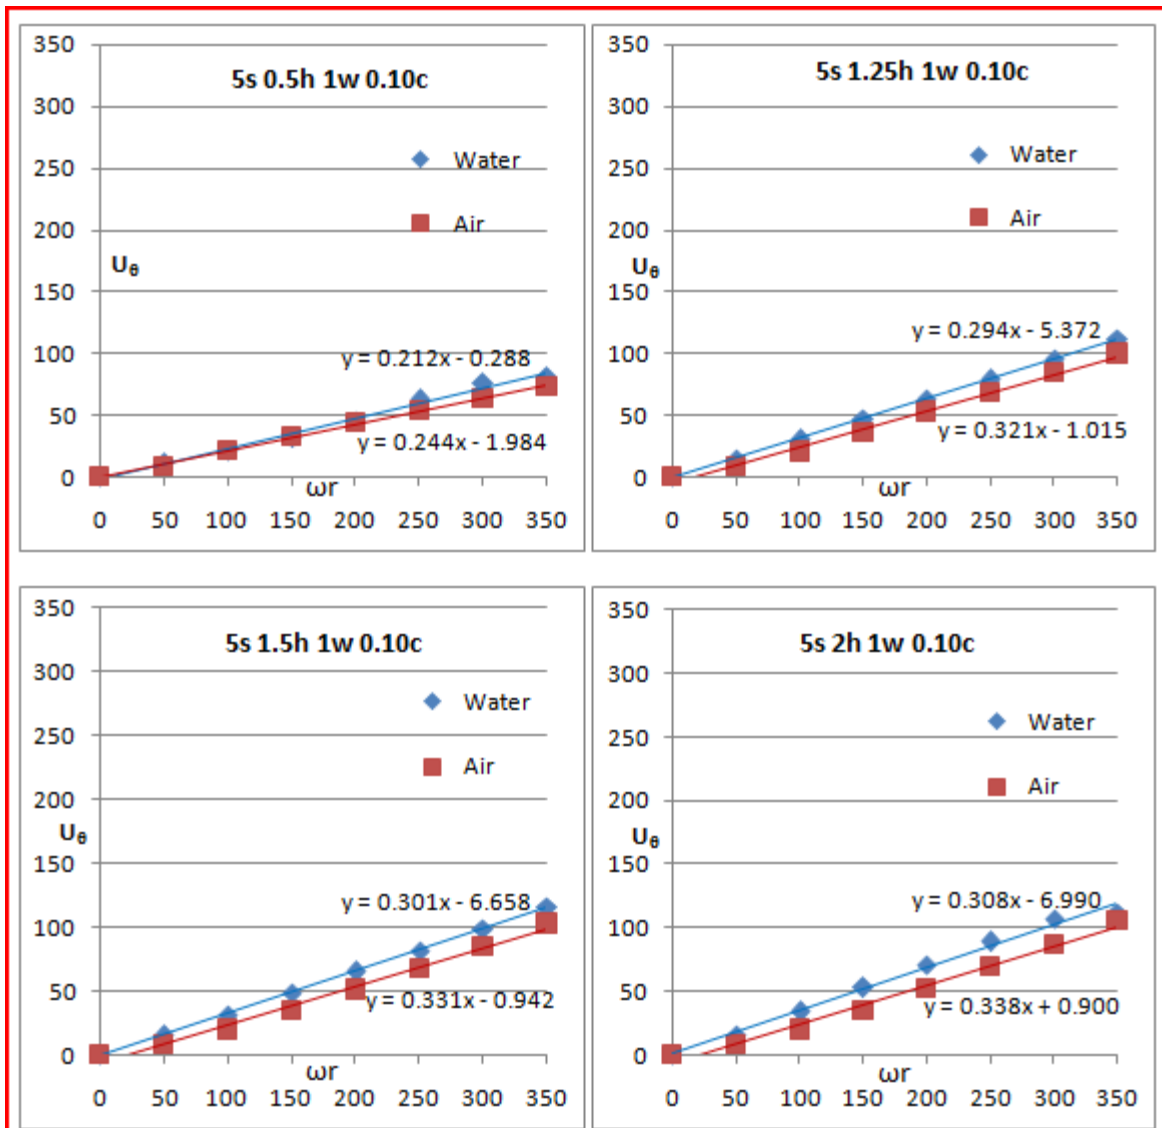 5s 0.5h 1w 0.10c
350
300
250
200
150
100
50
0
Uθ
Water
Air
y = 0.212x - 0.288
y = 0.244x - 1.984
ωr
0 50 100 150 200 250 300 350
5s 1.25h 1w 0.10c
350
300
250
200
150
100
50
0
Uθ
Water
Air
y = 0.294x - 5.372
y = 0.321x - 1.015
ωr
0 50 100 150 200 250 300 350
5s 1.5h 1w 0.10c
350
300
250
200
150
100
50
0
Uθ
Water
Air
y = 0.301x - 6.658
y = 0.331x - 0.942
ωr
0 50 100 150 200 250 300 350
5s 2h 1w 0.10c
350
300
250
200
150
100
50
0
Uθ
Water
Air
y = 0.308x - 6.990
y = 0.338x + 0.900
ωr
0 50 100 150 200 250 300 350